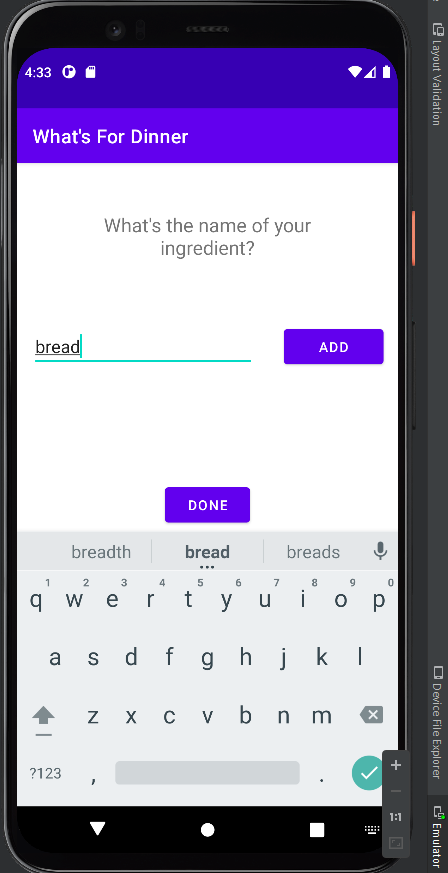 4:33
What's For Dinner
What's the name of your
ingredient?
bread
ADD
DONE
breadth bread breads
1 2 3 4 5 6 7 8 9 0
q w e r t y u i o p
a s d f g h j k l
z x c v b n m
?123 , .
1:1
Layout Validation
Device File Explorer
Emulator